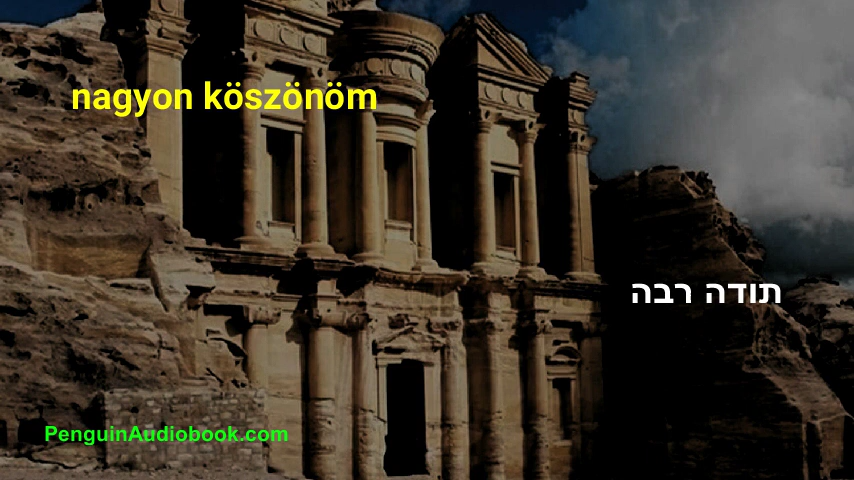 nagyon köszönöm
תודה רבה
PenguinAudiobook.com